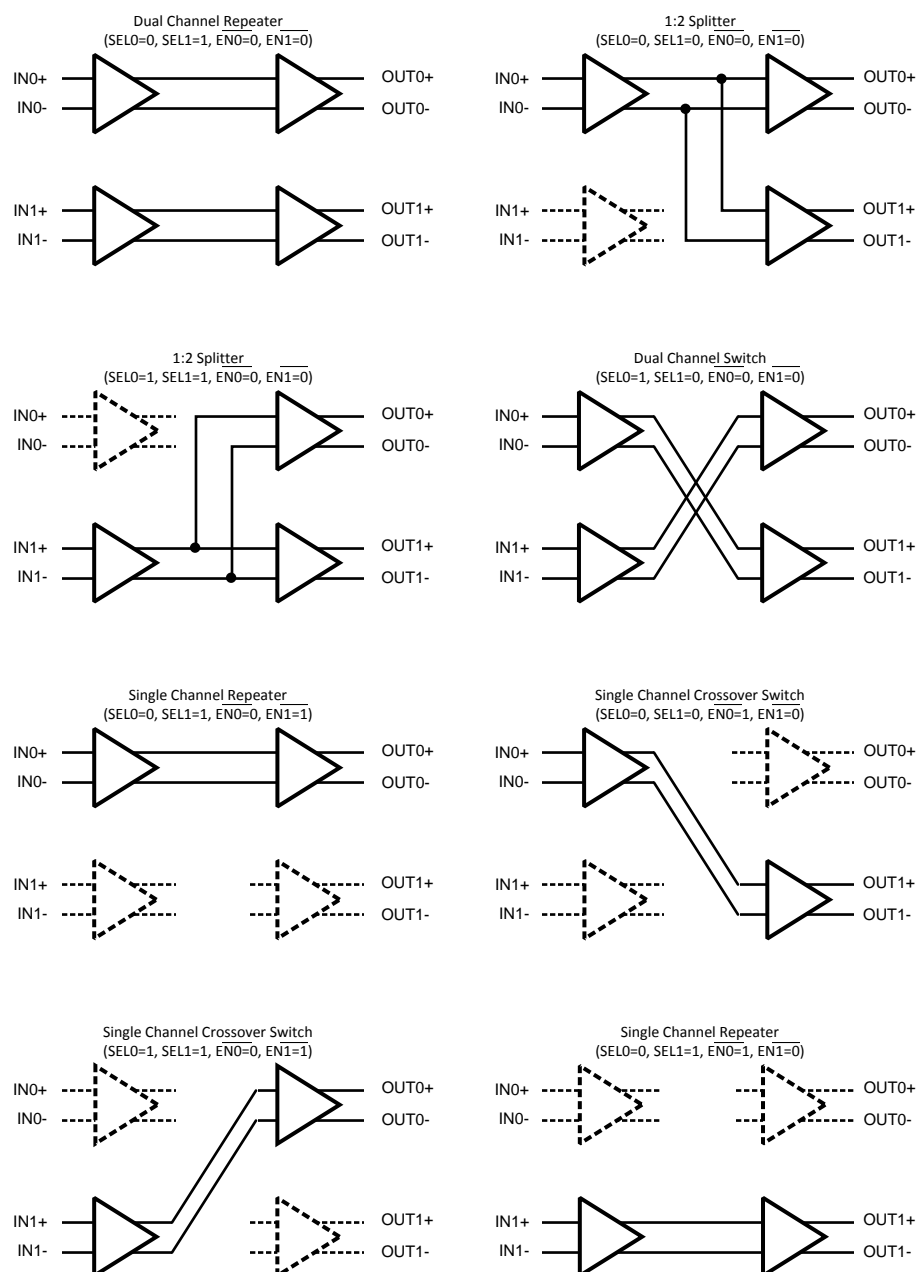 Dual Channel Repeater
(SEL0=0, SEL1=1, EN0=0, EN1=0)
IN0+
IN0-
OUT0+
OUT0-
IN1+
IN1-
OUT1+
OUT1-
1:2 Splitter
(SEL0=0, SEL1=0, EN0=0, EN1=0)
IN0+
IN0-
OUT0+
OUT0-
IN1+
IN1-
OUT1+
OUT1-
1:2 Splitter
(SEL0=1, SEL1=1, EN0=0, EN1=0)
IN0+
IN0-
OUT0+
OUT0-
IN1+
IN1-
OUT1+
OUT1-
Dual Channel Switch
(SEL0=1, SEL1=0, EN0=0, EN1=0)
IN0+
IN0-
OUT0+
OUT0-
IN1+
IN1-
OUT1+
OUT1-
Single Channel Repeater
(SEL0=0, SEL1=1, EN0=0, EN1=1)
IN0+
IN0-
OUT0+
OUT0-
IN1+
IN1-
OUT1+
OUT1-
Single Channel Crossover Switch
(SEL0=0, SEL1=0, EN0=1, EN1=0)
IN0+
IN0-
OUT0+
OUT0-
IN1+
IN1-
OUT1+
OUT1-
Single Channel Crossover Switch
(SEL0=1, SEL1=1, EN0=0, EN1=1)
IN0+
IN0-
OUT0+
OUT0-
IN1+
IN1-
OUT1+
OUT1-
Single Channel Repeater
(SEL0=0, SEL1=1, EN0=1, EN1=0)
IN0+
IN0-
OUT0+
OUT0-
IN1+
IN1-
OUT1+
OUT1-